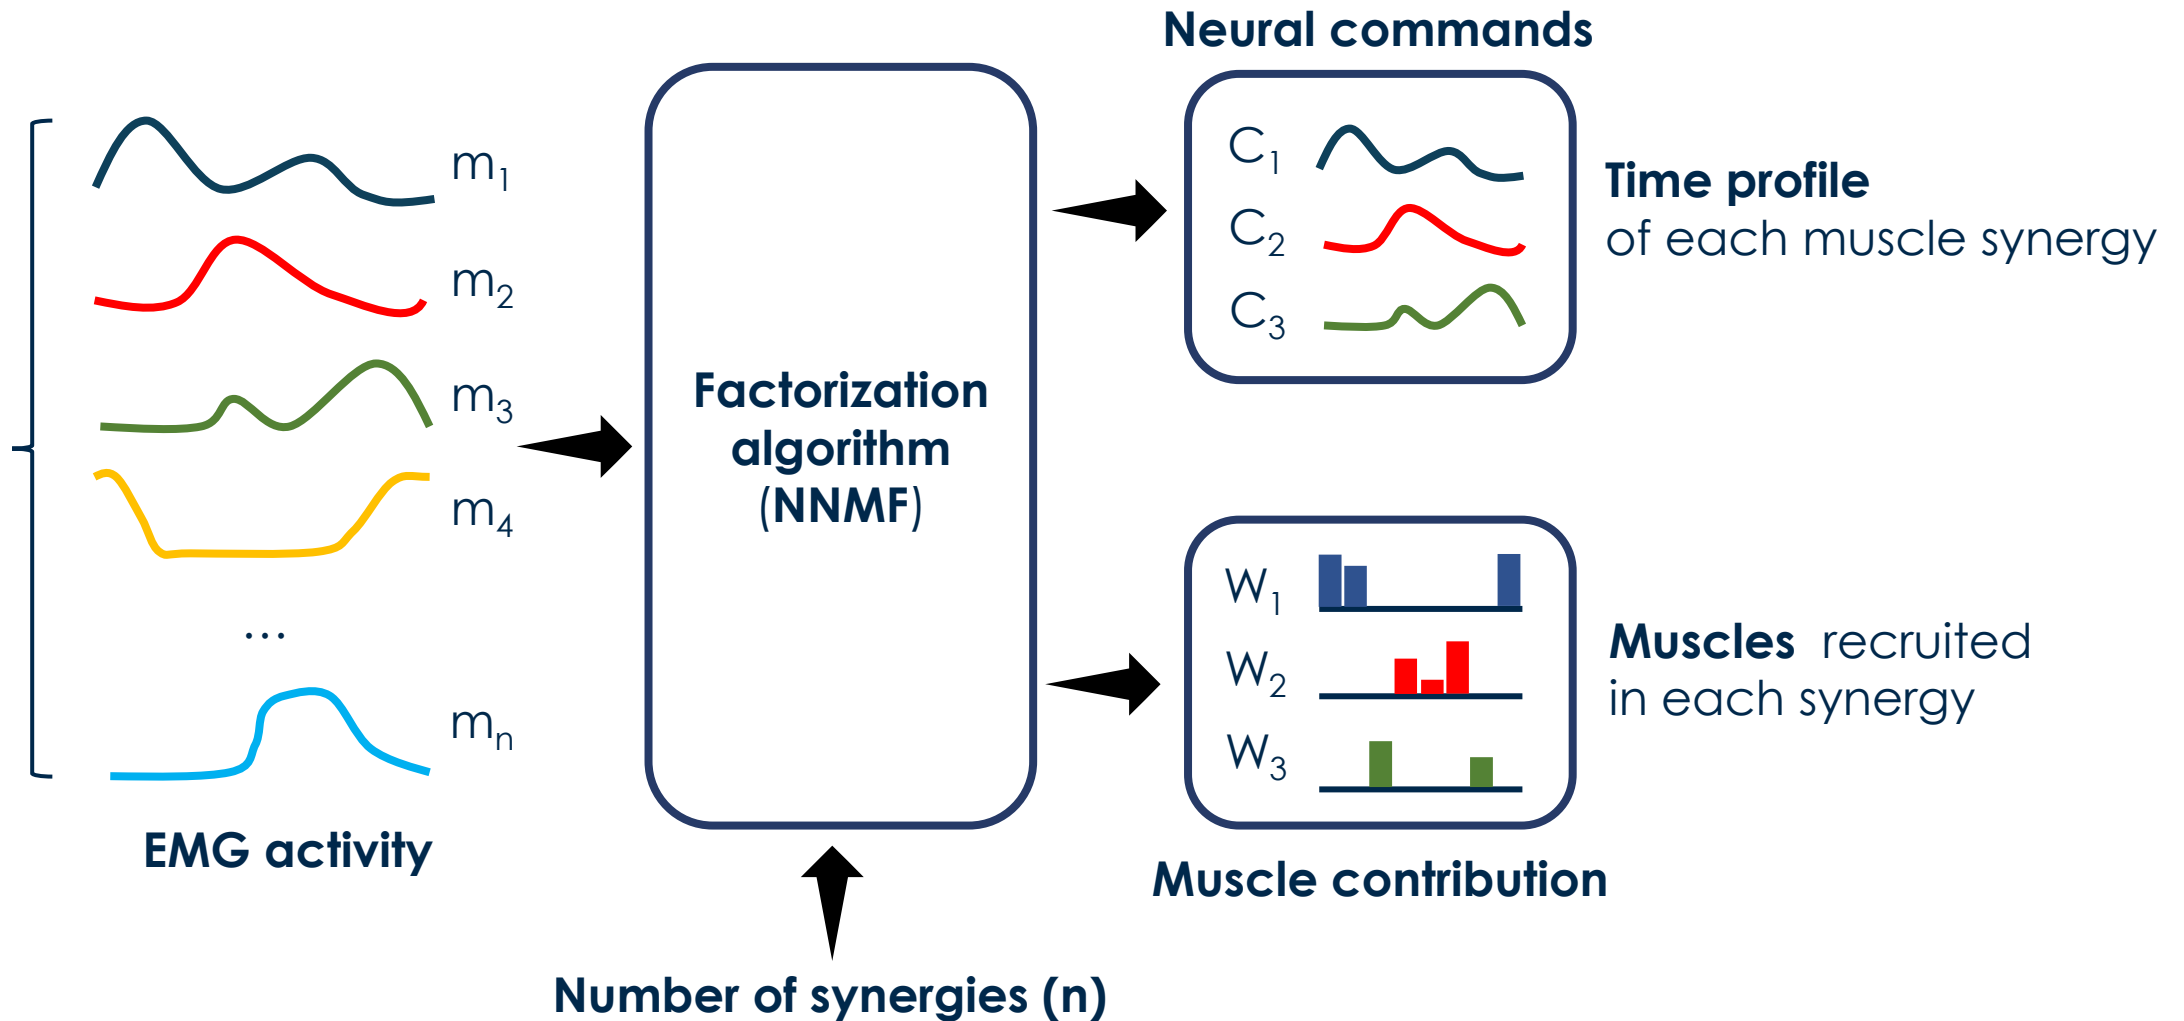 Neural commands
m1
m2
m3
m4
...
mn
EMG activity
Factorization
algorithm
(NNMF)
Number of synergies (n)
C1
C2
C3
Time profile
of each muscle synergy
W1
W2
W3
Muscles recruited
in each synergy
Muscle contribution